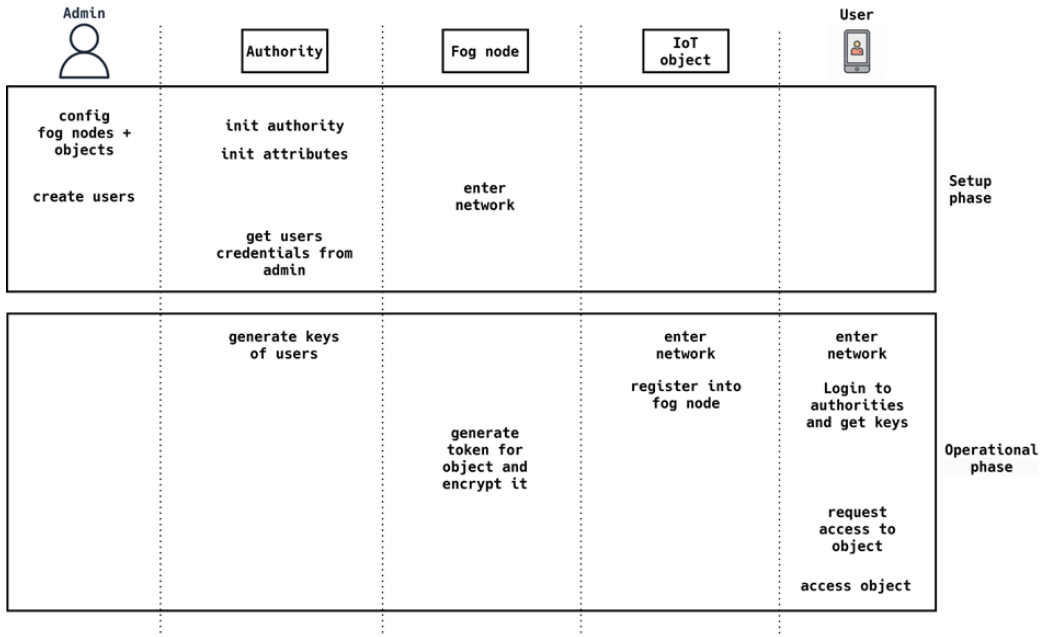 Admin
Authority
Fog node
IoT
object
User
config
fog nodes +
objects
create users
init authority
init attributes
get users
credentials from
admin
enter
network
Setup
phase
generate keys
of users
generate
token for
object and
encrypt it
enter
network
register into
fog node
enter
network
Login to
authorities
and get keys
request
access to
object
access object
Operational
phase